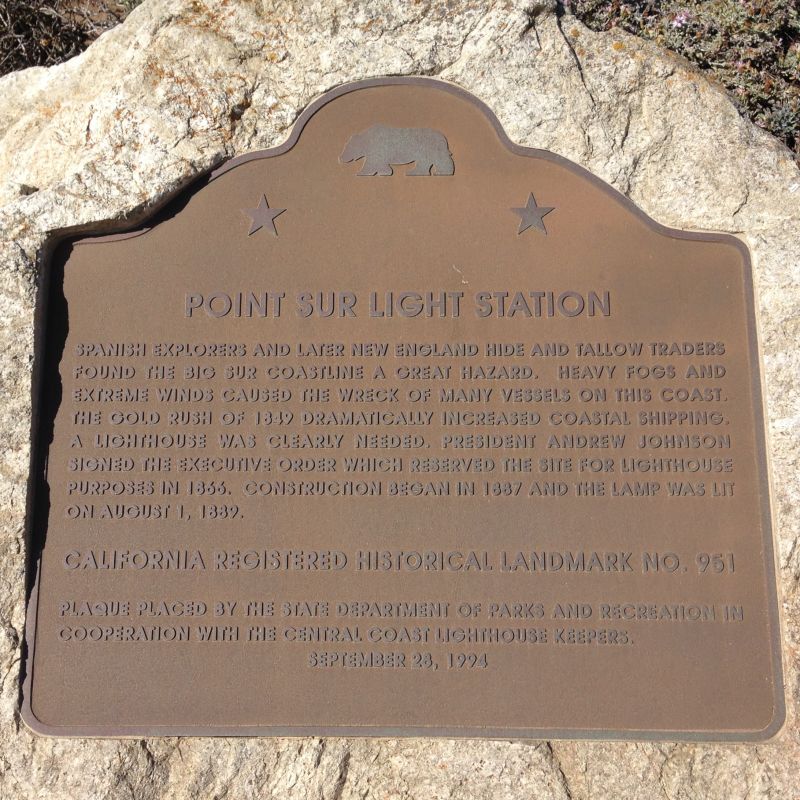 POINT SUR LIGHT STATION
SPANISH EXPLORERS AND LATER NEW ENGLAND HIDE AND TALLOW TRADERS
FOUND THE BIG SUR COASTLINE A GREAT HAZARD. HEAVY FOGS AND
EXTREME WINDS CAUSED THE WRECK OF MANY VESSELS ON THIS COAST.
THE GOLD RUSH OF 1849 DRAMATICALLY INCREASED COASTAL SHIPPING.
A LIGHTHOUSE WAS CLEARLY NEEDED. PRESIDENT ANDREW JOHNSON
SIGNED THE EXECUTIVE ORDER WHICH RESERVED THE SITE FOR LIGHTHOUSE
PURPOSES IN 1866. CONSTRUCTION BEGAN IN 1887 AND THE LAMP WAS LIT
ON AUGUST 1, 1889.
CALIFORNIA REGISTERED HISTORICAL LANDMARK NO. 951
PLAQUE PLACED BY THE STATE DEPARTMENT OF PARKS AND RECREATION IN
COOPERATION WITH THE CENTRAL COAST LIGHTHOUSE KEEPERS.
SEPTEMBER 28, 1994